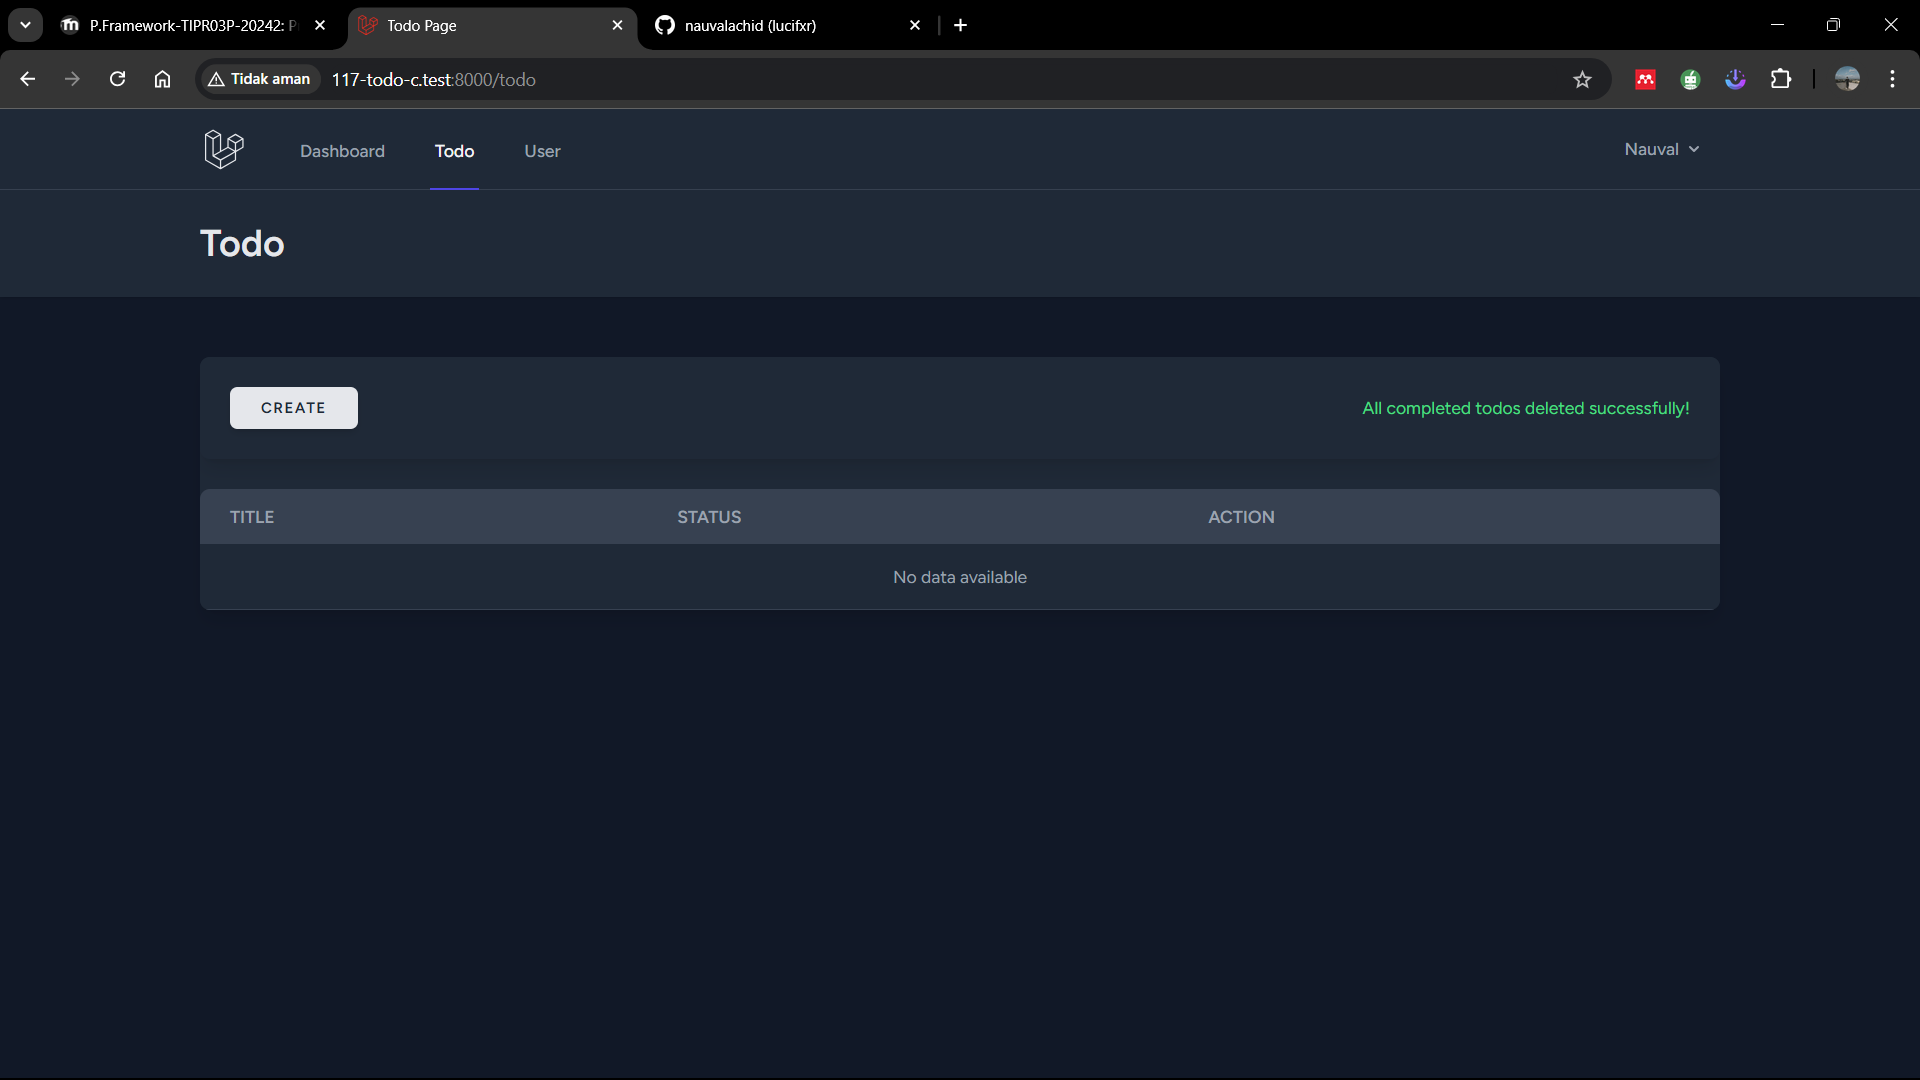 P.Framework-TIPR03P-20242: P
Todo Page
nauvalachid (lucifxr)
Tidak aman
117-todo-c.test:8000/todo
Dashboard
Todo
User
Nauval
Todo
CREATE
All completed todos deleted successfully!
TITLE
STATUS
ACTION
No data available